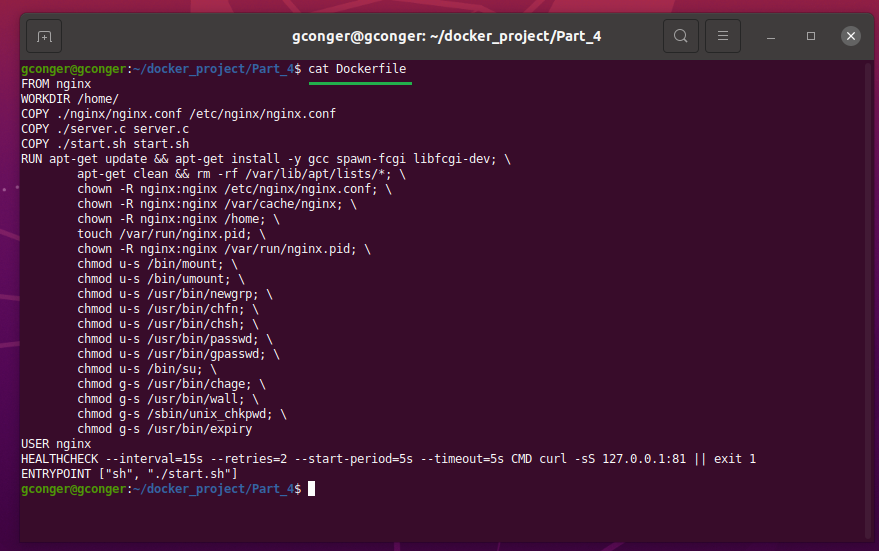 gconger@gconger: ~/docker_project/Part_4
gconger@gconger:~/docker_project/Part_4$ cat Dockerfile
FROM nginx
WORKDIR /home/
COPY ./nginx/nginx.conf /etc/nginx/nginx.conf
COPY ./server.c server.c
COPY ./start.sh start.sh
RUN apt-get update && apt-get install -y gcc spawn-fcgi libfcgi-dev; \
        apt-get clean && rm -rf /var/lib/apt/lists/*; \
        chown -R nginx:nginx /etc/nginx/nginx.conf; \
        chown -R nginx:nginx /var/cache/nginx; \
        chown -R nginx:nginx /home; \
        touch /var/run/nginx.pid; \
        chown -R nginx:nginx /var/run/nginx.pid; \
        chmod u-s /bin/mount; \
        chmod u-s /bin/umount; \
        chmod u-s /usr/bin/newgrp; \
        chmod u-s /usr/bin/chfn; \
        chmod u-s /usr/bin/chsh; \
        chmod u-s /usr/bin/passwd; \
        chmod u-s /usr/bin/gpasswd; \
        chmod u-s /bin/su; \
        chmod g-s /usr/bin/chage; \
        chmod g-s /usr/bin/wall; \
        chmod g-s /sbin/unix_chkpwd; \
        chmod g-s /usr/bin/expiry
USER nginx
HEALTHCHECK --interval=15s --retries=2 --start-period=5s --timeout=5s CMD curl -sS 127.0.0.1:81 || exit 1
ENTRYPOINT ["sh", "./start.sh"]
gconger@gconger:~/docker_project/Part_4$